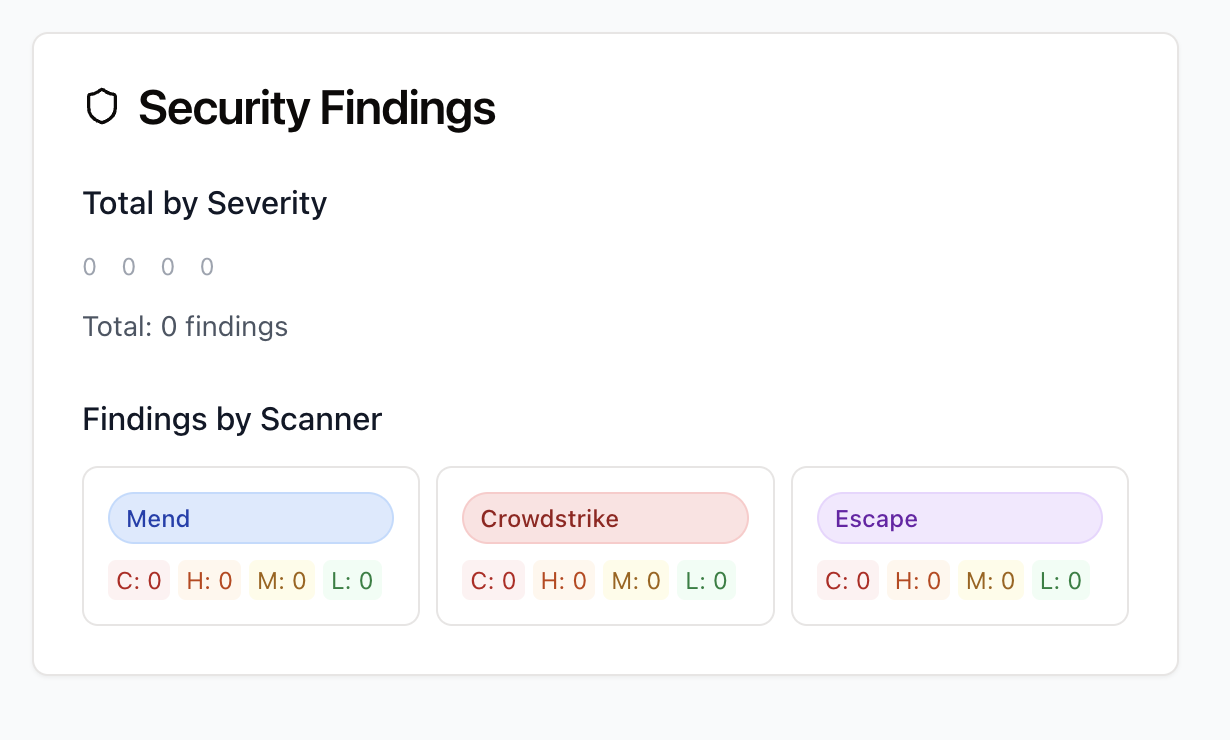 Security Findings
Total by Severity
0 0 0 0
Total: 0 findings
Findings by Scanner
Mend Crowdstrike Escape
C: 0 H: 0 M: 0 L: 0 C: 0 H: 0 M: 0 L: 0 C: 0 H: 0 M: 0 L: 0